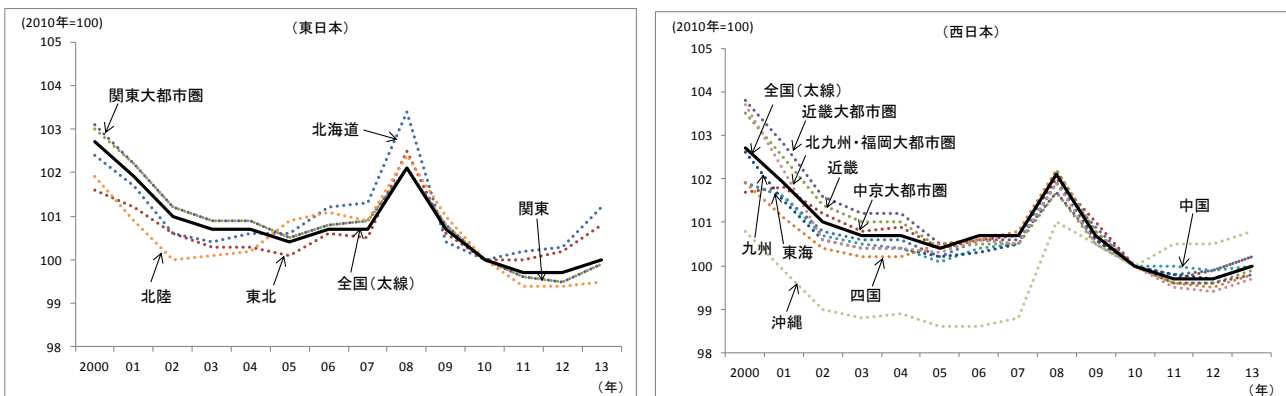 (2010年=100)
（東日本）
105
104
103
102
101
100
99
98
関東大都市圏
北海道
関東
北陸
東北
全国（太線）
2000 01 02 03 04 05 06 07 08 09 10 11 12 13
（年）
(2010年=100)
（西日本）
105
104
103
102
101
100
99
98
全国（太線）
近畿大都市圏
北九州・福岡大都市圏
近畿
中京大都市圏
中国
九州
東海
四国
沖縄
2000 01 02 03 04 05 06 07 08 09 10 11 12 13
（年）